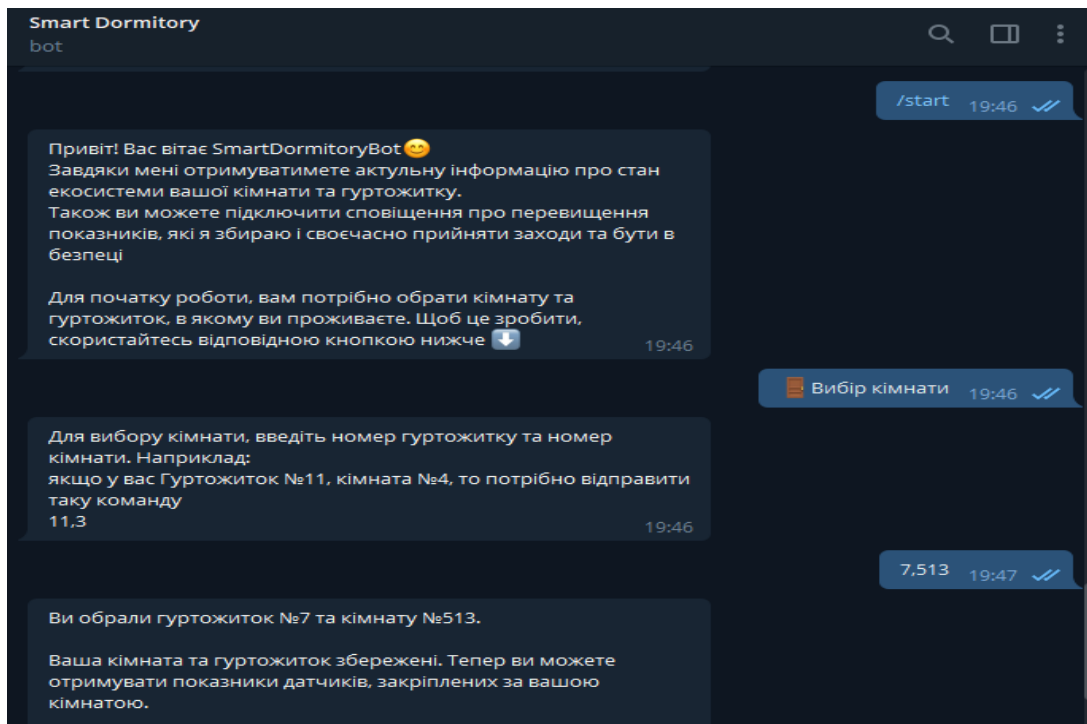 Smart Dormitory
bot
/start 19:46
Привіт! Вас вітає SmartDormitoryBot😊
Завдяки мені отримуватимете актульну інформацію про стан
екосистеми вашої кімнати та гуртожитку.
Також ви можете підключити сповіщення про перевищення
показників, які я збираю і своєчасно прийняти заходи та бути в
безпеці
Для початку роботи, вам потрібно обрати кімнату та
гуртожиток, в якому ви проживаєте. Щоб це зробити,
скористайтесь відповідною кнопкою нижче ⬇️ 19:46
🚪 Вибір кімнати 19:46
Для вибору кімнати, введіть номер гуртожитку та номер
кімнати. Наприклад:
якщо у вас Гуртожиток №11, кімната №4, то потрібно відправити
таку команду
11,3 19:46
7,513 19:47
Ви обрали гуртожиток №7 та кімнату №513.
Ваша кімната та гуртожиток збережені. Тепер ви можете
отримувати показники датчиків, закріплених за вашою
кімнатою.